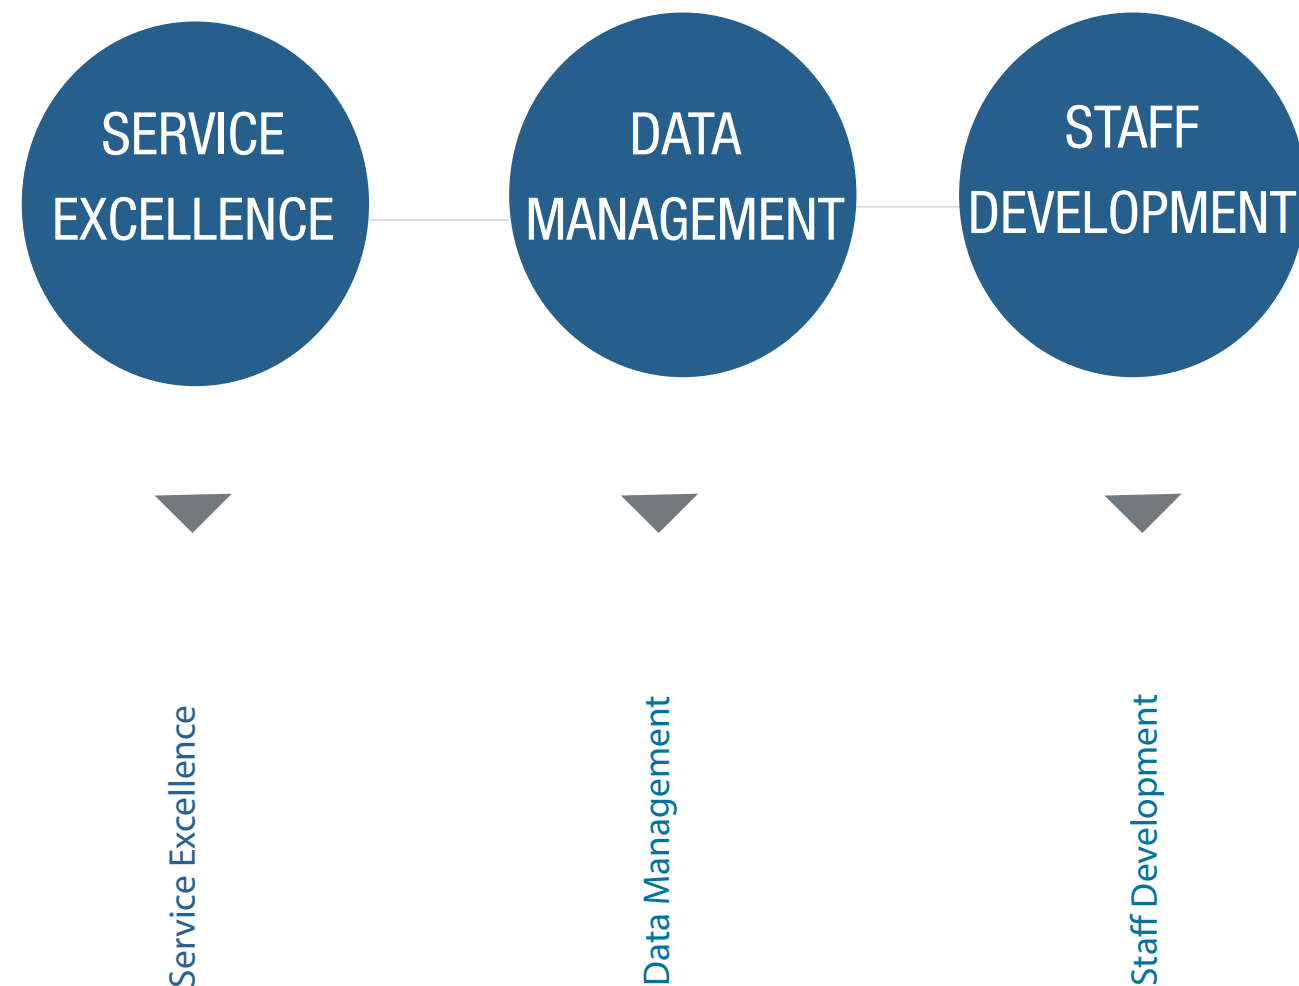 SERVICE
EXCELLENCE
DATA
MANAGEMENT
STAFF
DEVELOPMENT
Service Excellence
Data Management
Staff Development